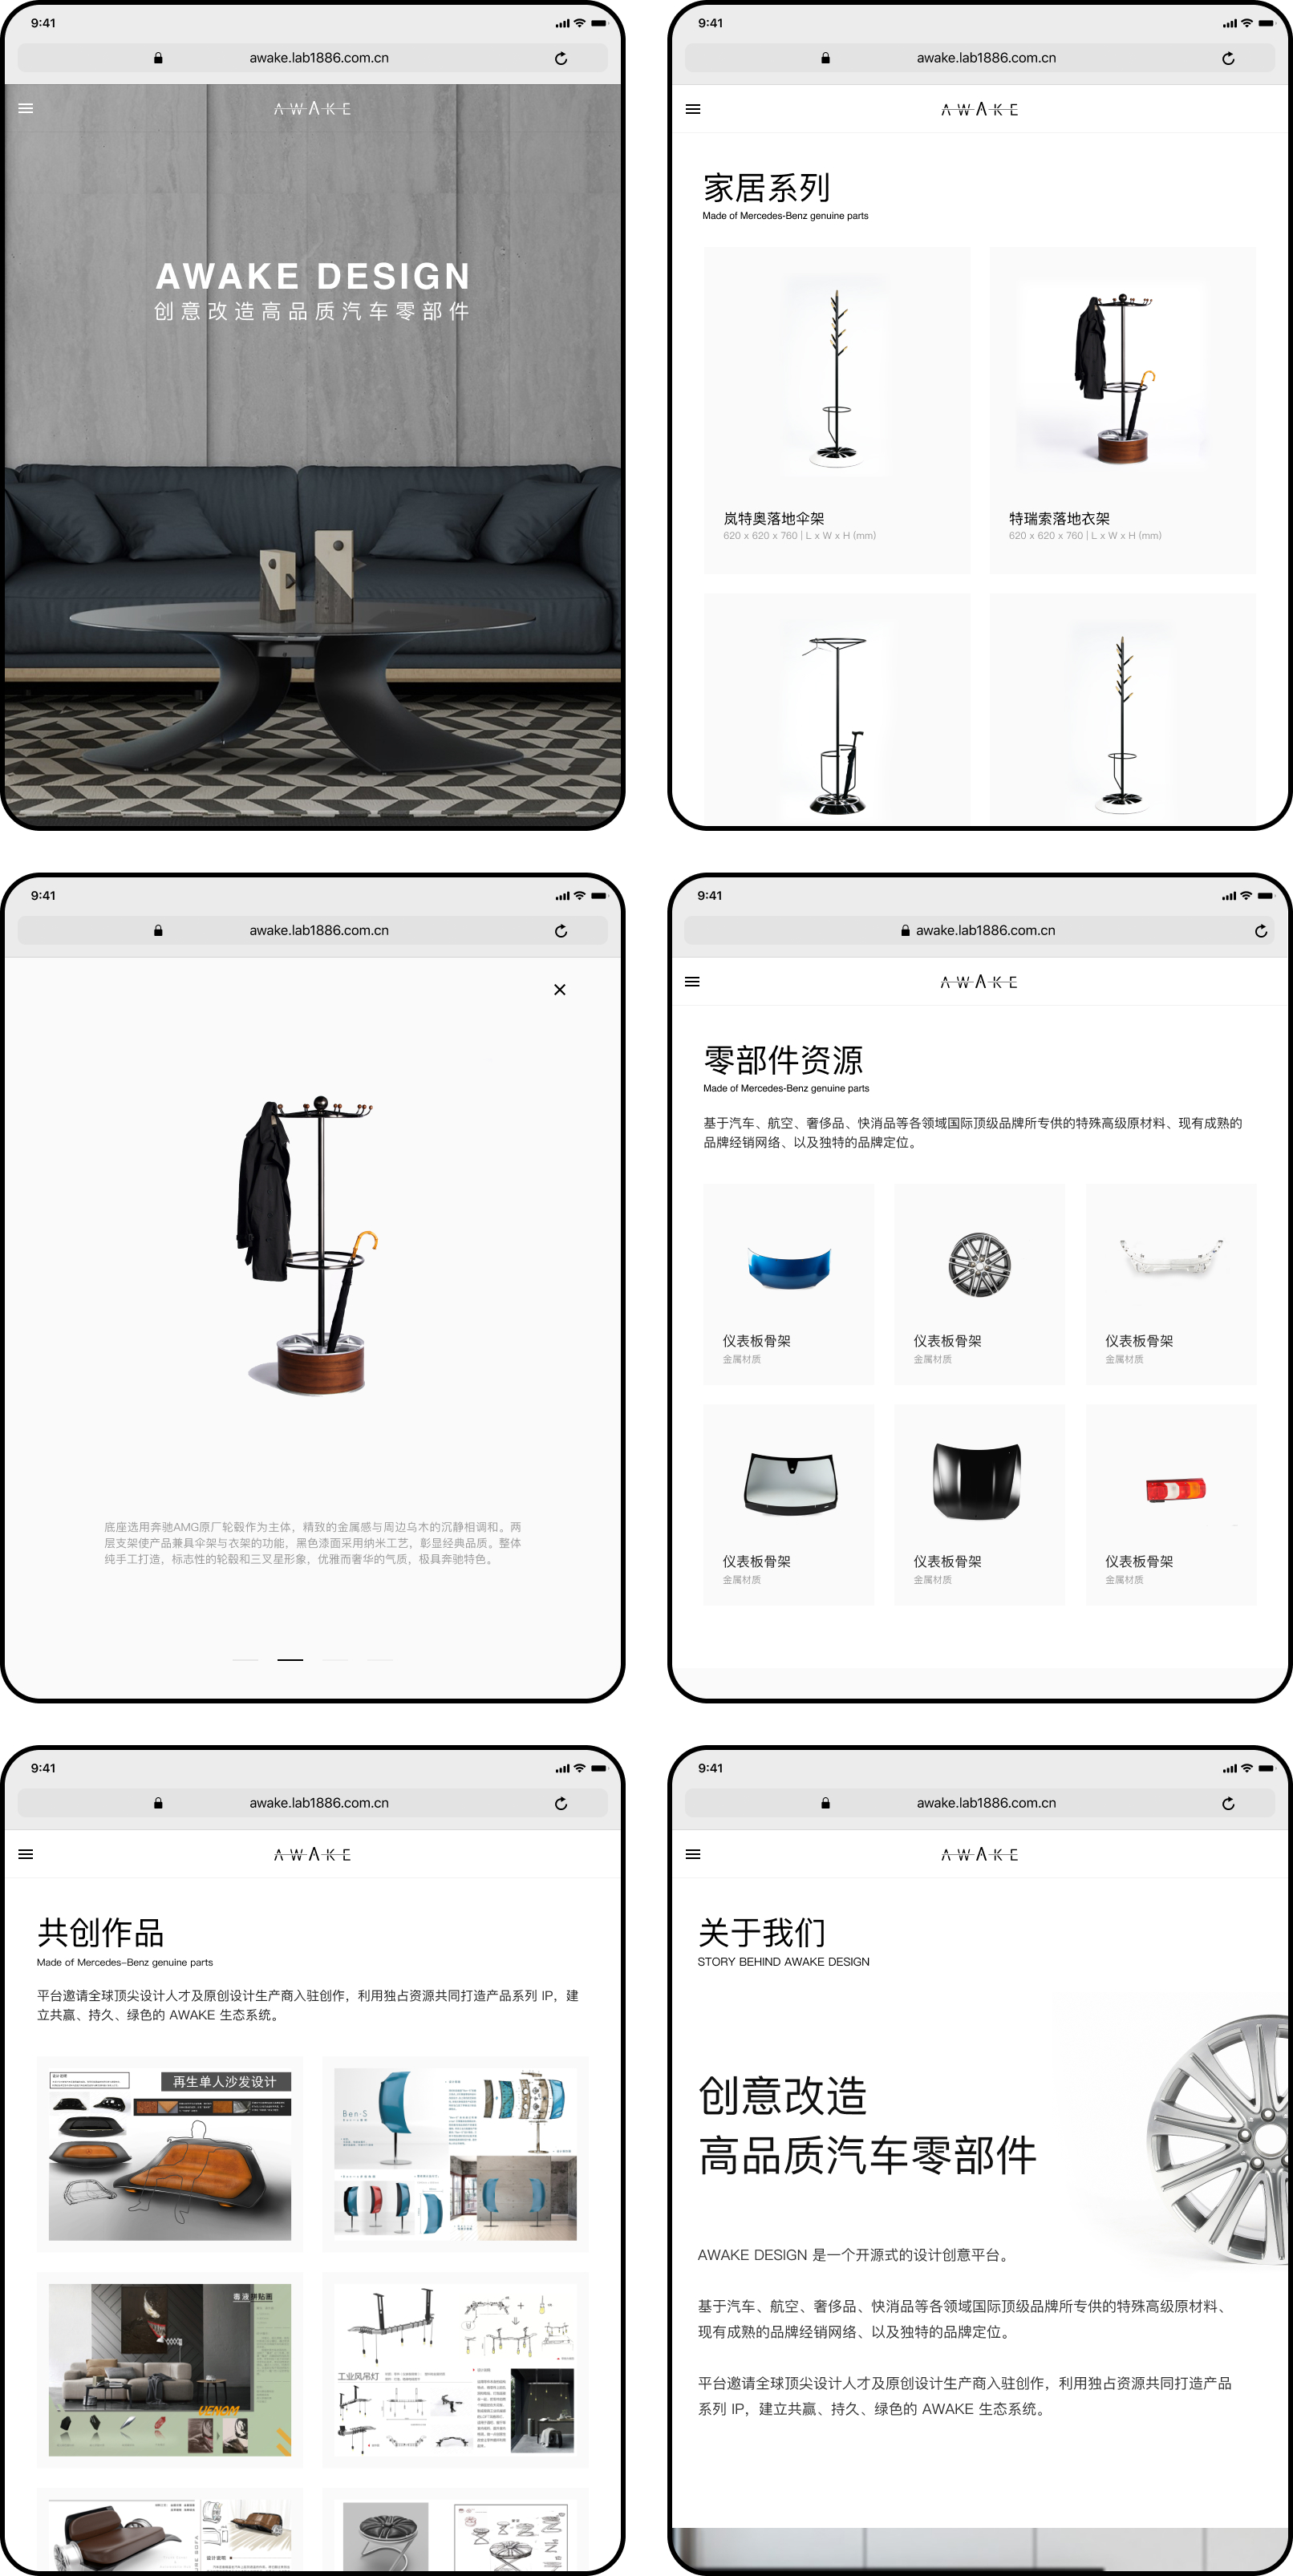 9:41
awake.lab1886.com.cn
AWAKE
AWAKE DESIGN
创意改造高品质汽车零部件
9:41
awake.lab1886.com.cn
AWAKE
家居系列
Made of Mercedes-Benz genuine parts
岚特奥落地伞架
620 x 620 x 760 | L x W x H (mm)
特瑞索落地衣架
620 x 620 x 760 | L x W x H (mm)
9:41
awake.lab1886.com.cn
底座选用奔驰AMG原厂轮毂作为主体，精致的金属感与周边乌木的沉静相调和。两
层支架使产品兼具伞架与衣架的功能，黑色漆面采用纳米工艺，彰显经典品质。整体
纯手工打造，标志性的轮毂和三叉星形象，优雅而奢华的气质，极具奔驰特色。
9:41
awake.lab1886.com.cn
AWAKE
零部件资源
Made of Mercedes-Benz genuine parts
基于汽车、航空、奢侈品、快消品等各领域国际顶级品牌所专供的特殊高级原材料、现有成熟的
品牌经销网络、以及独特的品牌定位。
仪表板骨架
金属材质
仪表板骨架
金属材质
仪表板骨架
金属材质
仪表板骨架
金属材质
仪表板骨架
金属材质
仪表板骨架
金属材质
9:41
awake.lab1886.com.cn
AWAKE
共创作品
Made of Mercedes-Benz genuine parts
平台邀请全球顶尖设计人才及原创设计生产商入驻创作，利用独占资源共同打造产品系列 IP，建
立共赢、持久、绿色的 AWAKE 生态系统。
再生单人沙发设计
Ben-S
毒液拼贴画
VENOM
工业风吊灯
设计说明
9:41
awake.lab1886.com.cn
AWAKE
关于我们
STORY BEHIND AWAKE DESIGN
创意改造
高品质汽车零部件
AWAKE DESIGN 是一个开源式的设计创意平台。
基于汽车、航空、奢侈品、快消品等各领域国际顶级品牌所专供的特殊高级原材料、
现有成熟的品牌经销网络、以及独特的品牌定位。
平台邀请全球顶尖设计人才及原创设计生产商入驻创作，利用独占资源共同打造产品
系列 IP，建立共赢、持久、绿色的 AWAKE 生态系统。